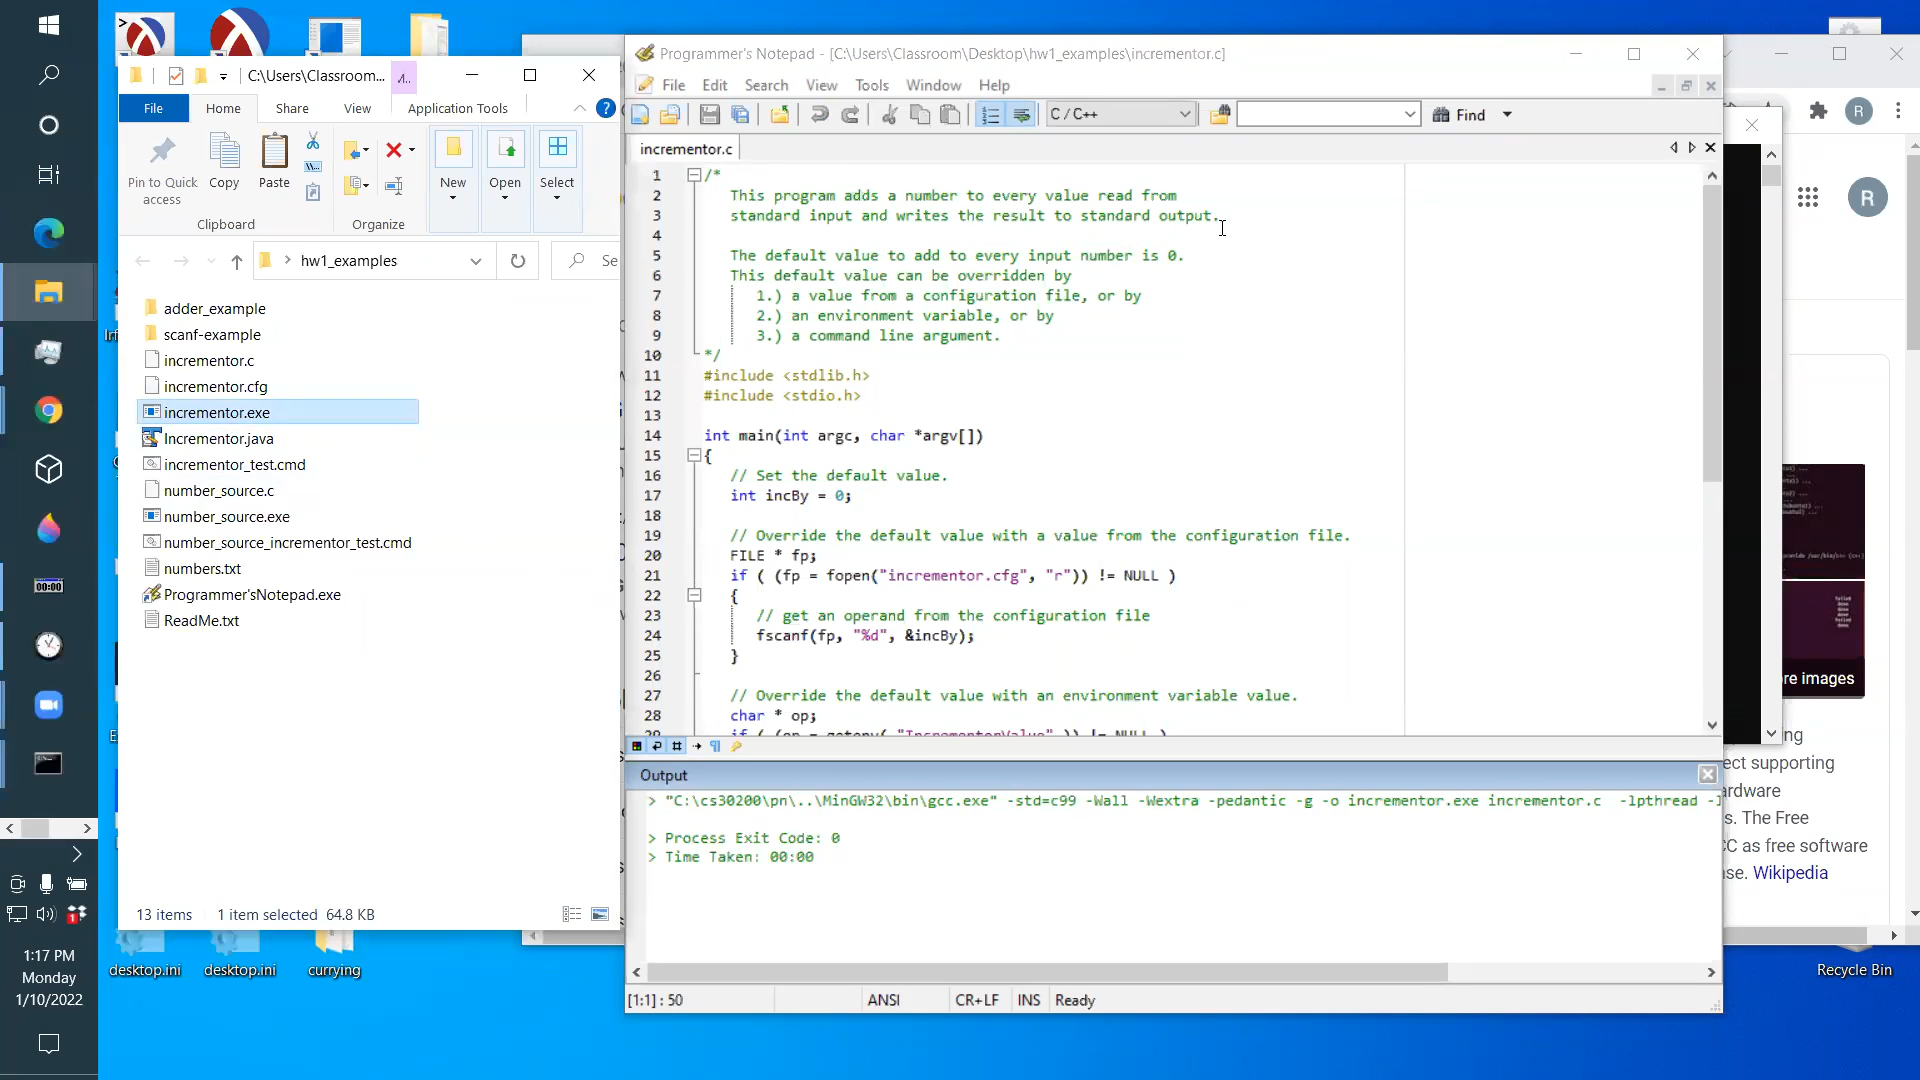 C:\Users\Classroom...
File
Home
Share
View
Application Tools
Pin to Quick access
Copy
Paste
New
Open
Select
Clipboard
Organize
hw1_examples
Se
adder_example
scanf-example
incrementor.c
incrementor.cfg
incrementor.exe
Incrementor.java
incrementor_test.cmd
number_source.c
number_source.exe
number_source_incrementor_test.cmd
numbers.txt
Programmer'sNotepad.exe
ReadMe.txt
13 items
1 item selected 64.8 KB
desktop.ini
desktop.ini
currying
00:00
1
1:17 PM
Monday
1/10/2022
Programmer's Notepad - [C:\Users\Classroom\Desktop\hw1_examples\incrementor.c]
File Edit Search View Tools Window Help
C / C++
Find
incrementor.c
1 /*
2 This program adds a number to every value read from
3 standard input and writes the result to standard output.
4
5 The default value to add to every input number is 0.
6 This default value can be overridden by
7 1.) a value from a configuration file, or by
8 2.) an environment variable, or by
9 3.) a command line argument.
10 */
11 #include <stdlib.h>
12 #include <stdio.h>
13
14 int main(int argc, char *argv[])
15 {
16 // Set the default value.
17 int incBy = 0;
18
19 // Override the default value with a value from the configuration file.
20 FILE * fp;
21 if ( (fp = fopen("incrementor.cfg", "r")) != NULL )
22 {
23 // get an operand from the configuration file
24 fscanf(fp, "%d", &incBy);
25 }
26
27 // Override the default value with an environment variable value.
28 char * op;
29 if ( (op = getenv( "IncrementorValue" )) != NULL )
Output
> "C:\cs30200\pn\..\MinGW32\bin\gcc.exe" -std=c99 -Wall -Wextra -pedantic -g -o incrementor.exe incrementor.c -lpthread -l
> Process Exit Code: 0
> Time Taken: 00:00
[1:1] : 50
ANSI
CR+LF
INS
Ready
R
R
re images
ng
ect supporting
ardware
s. The Free
CC as free software
se. Wikipedia
Recycle Bin